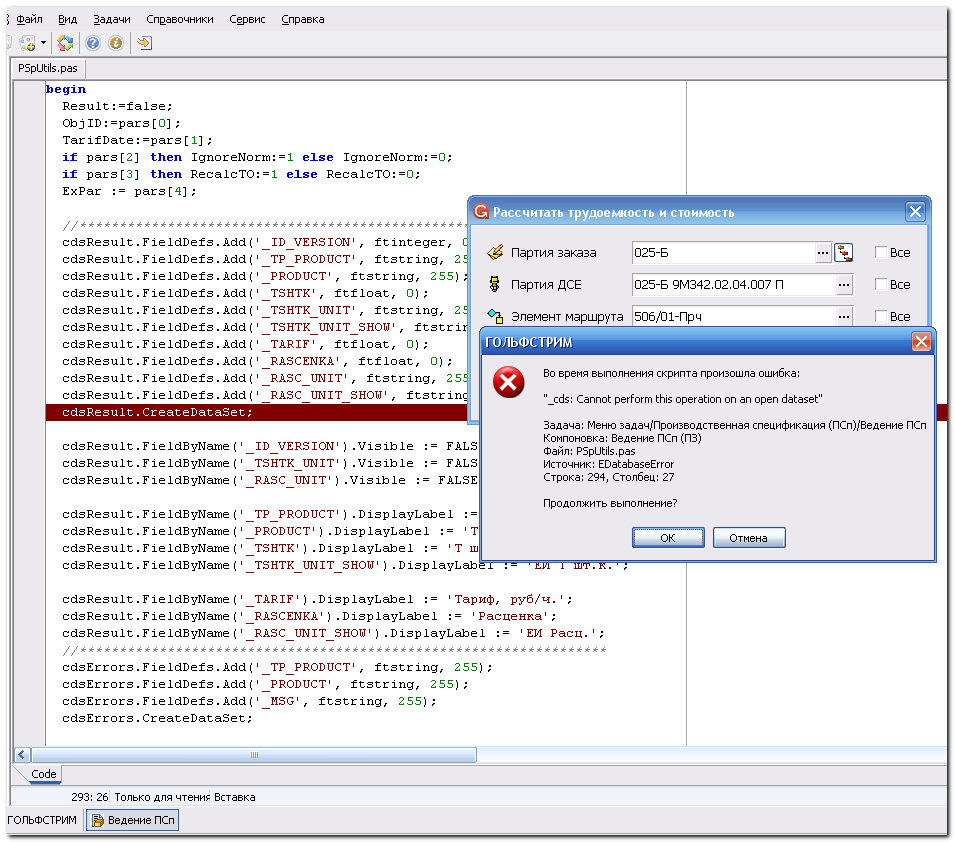 Файл Вид Задачи Справочники Сервис Справка
PSpUtils.pas
begin
Result:=false;
ObjID:=pars[0];
TarifDate:=pars[1];
if pars[2] then IgnoreNorm:=1 else IgnoreNorm:=0;
if pars[3] then RecalcTO:=1 else RecalcTO:=0;
ExPar := pars[4];
cdsResult.FieldDefs.Add('_ID_VERSION', ftinteger, 0
cdsResult.FieldDefs.Add('_TP_PRODUCT', ftstring, 25
cdsResult.FieldDefs.Add('_PRODUCT', ftstring, 255);
cdsResult.FieldDefs.Add('_TSHTK', ftfloat, 0);
cdsResult.FieldDefs.Add('_TSHTK_UNIT', ftstring, 25
cdsResult.FieldDefs.Add('_TSHTK_UNIT_SHOW', ftstrin
cdsResult.FieldDefs.Add('_TARIF', ftfloat, 0);
cdsResult.FieldDefs.Add('_RASCENKA', ftfloat, 0);
cdsResult.FieldDefs.Add('_RASC_UNIT', ftstring, 255
cdsResult.FieldDefs.Add('_RASC_UNIT_SHOW', ftstring
cdsResult.CreateDataSet;
cdsResult.FieldByName('_ID_VERSION').Visible := FALS
cdsResult.FieldByName('_TSHTK_UNIT').Visible := FALS
cdsResult.FieldByName('_RASC_UNIT').Visible := FALSE
cdsResult.FieldByName('_TP_PRODUCT').DisplayLabel :=
cdsResult.FieldByName('_PRODUCT').DisplayLabel :=
cdsResult.FieldByName('_TSHTK').DisplayLabel := 'Т ш
cdsResult.FieldByName('_TSHTK_UNIT_SHOW').DisplayLabel := 'ЕИ Т шт.к.';
cdsResult.FieldByName('_TARIF').DisplayLabel := 'Тариф, руб/ч.';
cdsResult.FieldByName('_RASCENKA').DisplayLabel := 'Расценка';
cdsResult.FieldByName('_RASC_UNIT_SHOW').DisplayLabel := 'ЕИ Расц.';
cdsErrors.FieldDefs.Add('_TP_PRODUCT', ftstring, 255);
cdsErrors.FieldDefs.Add('_PRODUCT', ftstring, 255);
cdsErrors.FieldDefs.Add('_MSG', ftstring, 255);
cdsErrors.CreateDataSet;
Рассчитать трудоемкость и стоимость
Партия заказа 025-Б ... Все
Партия ДСЕ 025-Б 9М342.02.04.007 П ... Все
Элемент маршрута 506/01-Прч ... Все
ГОЛЬФСТРИМ
Во время выполнения скрипта произошла ошибка:
"_cds: Cannot perform this operation on an open dataset"
Задача: Меню задач/Производственная спецификация (ПСп)/Ведение ПСп
Компоновка: Ведение ПСп (ПЗ)
Файл: PSpUtils.pas
Источник: EDatabaseError
Строка: 294, Столбец: 27
Продолжить выполнение?
ОК Отмена
Code
293: 26 Только для чтения Вставка
ГОЛЬФСТРИМ Ведение ПСп